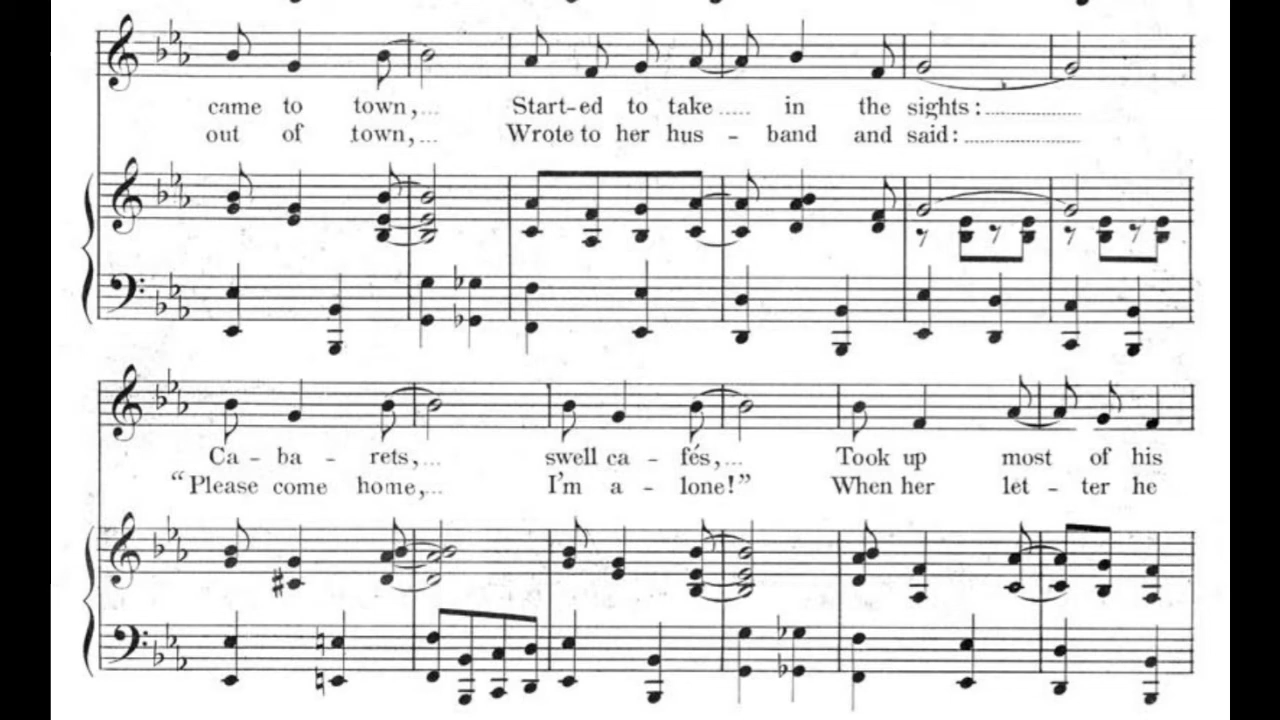 came to town,... Start-ed to take..... in the sights:....................
out of town,... Wrote to her hus - band and said:........................
Ca - ba - rets,... swell ca - fés,... Took up most of his
"Please come home,... I'm a - lone!" When her let - ter he